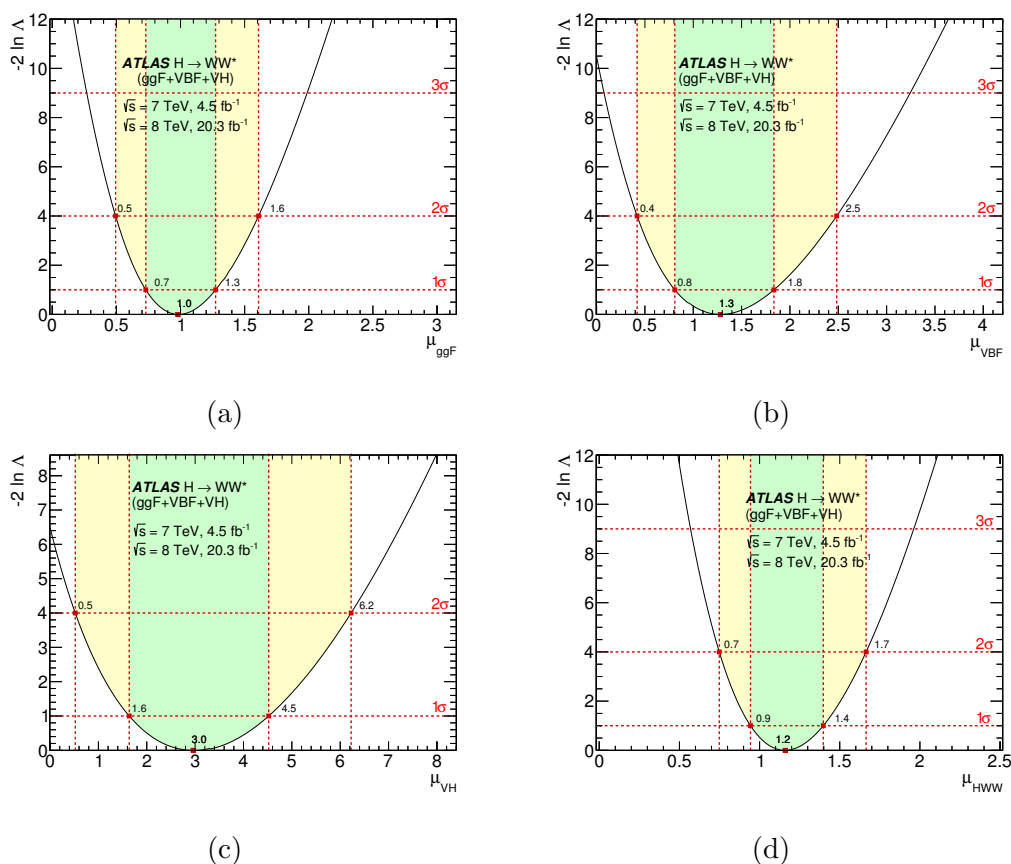 -2 ln Λ
12
10
8
6
4
2
0
ATLAS H → WW*
(ggF+VBF+VH)
√s = 7 TeV, 4.5 fb⁻¹
√s = 8 TeV, 20.3 fb⁻¹
3σ
2σ
1σ
0.5
1.6
0.7
1.3
1.0
0
0.5
1
1.5
2
2.5
3
μggF
(a)
-2 ln Λ
12
10
8
6
4
2
0
ATLAS H → WW*
(ggF+VBF+VH)
√s = 7 TeV, 4.5 fb⁻¹
√s = 8 TeV, 20.3 fb⁻¹
3σ
2σ
1σ
0.4
2.5
0.8
1.8
1.3
0
0.5
1
1.5
2
2.5
3
3.5
4
μVBF
(b)
-2 ln Λ
8
7
6
5
4
3
2
1
0
ATLAS H → WW*
(ggF+VBF+VH)
√s = 7 TeV, 4.5 fb⁻¹
√s = 8 TeV, 20.3 fb⁻¹
2σ
1σ
0.5
6.2
1.6
4.5
3.0
0
1
2
3
4
5
6
7
8
μVH
(c)
-2 ln Λ
12
10
8
6
4
2
0
ATLAS H → WW*
(ggF+VBF+VH)
√s = 7 TeV, 4.5 fb⁻¹
√s = 8 TeV, 20.3 fb⁻¹
3σ
2σ
1σ
0.7
1.7
0.9
1.4
1.2
0
0.5
1
1.5
2
2.5
μHWW
(d)